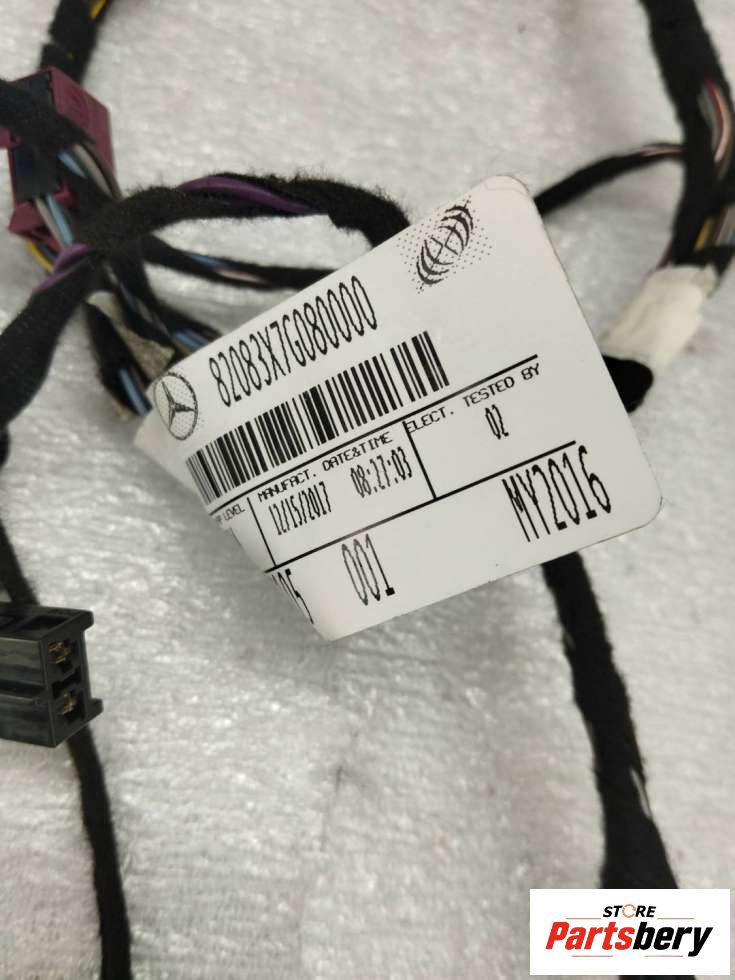 82083X7G080000
LEVEL
MANUFACT. DATE&TIME
12/15/2017 08:27:03
ELECT. TESTED BY
02
001
MY2016
STORE
Partsbery